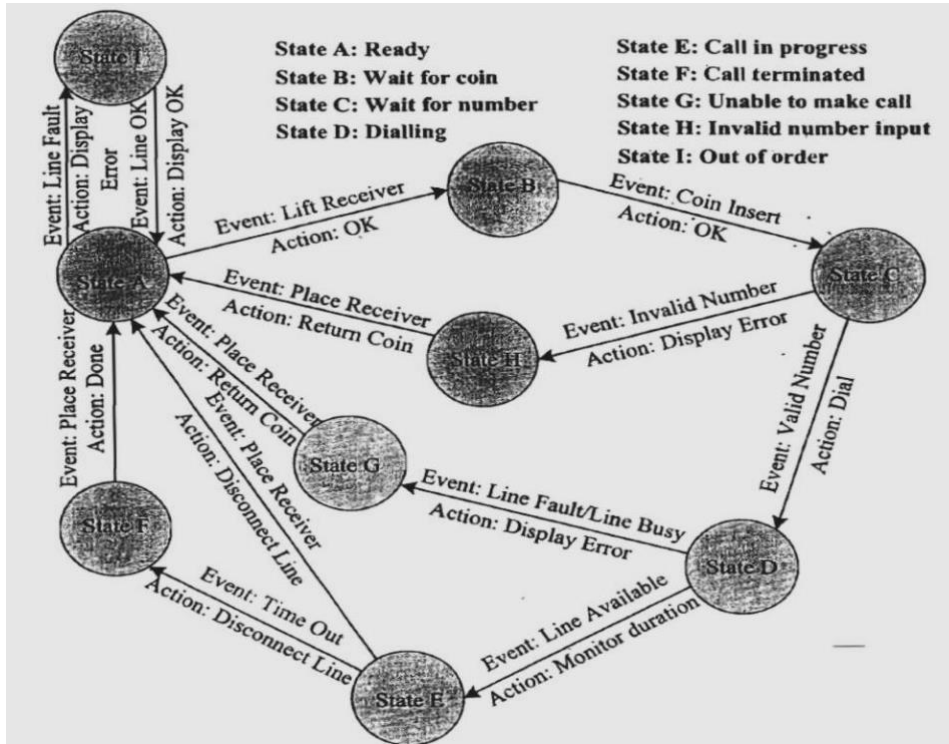 State I
State A: Ready
State B: Wait for coin
State C: Wait for number
State D: Dialling
State E: Call in progress
State F: Call terminated
State G: Unable to make call
State H: Invalid number input
State I: Out of order
Event: Line Fault
Action: Display
Error
Event: Line OK
Action: Display OK
State B
Event: Lift Receiver
Action: OK
Event: Coin Insert
Action: OK
State A
State C
Event: Place Receiver
Action: Return Coin
State H
Event: Invalid Number
Action: Display Error
Event: Valid Number
Action: Dial
Event: Place Receiver
Action: Return Coin
State G
Event: Place Receiver
Action: Disconnect Line
Event: Place Receiver
Action: Done
State F
Event: Line Fault/Line Busy
Action: Display Error
State D
Event: Time Out
Action: Disconnect Line
Event: Line Available
Action: Monitor duration
State E